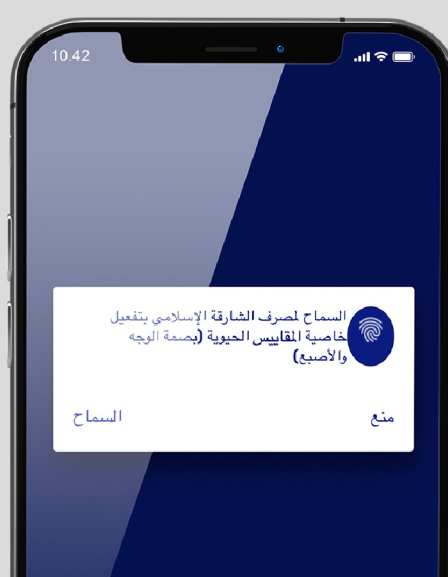 10.42
السماح لمصرف الشارقة الإسلامي بتفعيل
خاصية المقاييس الحيوية (بصمة الوجه
والأصبع)
منع
السماح